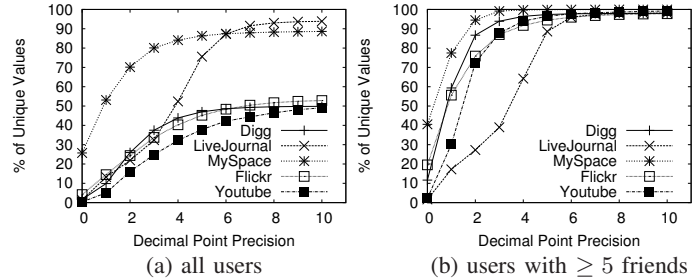 % of Unique Values
100
90
80
70
60
50
40
30
20
10
0
0 2 4 6 8 10
Decimal Point Precision
Digg
LiveJournal
MySpace
Flickr
Youtube
(a) all users
% of Unique Values
100
90
80
70
60
50
40
30
20
10
0
0 2 4 6 8 10
Decimal Point Precision
Digg
LiveJournal
MySpace
Flickr
Youtube
(b) users with ≥ 5 friends